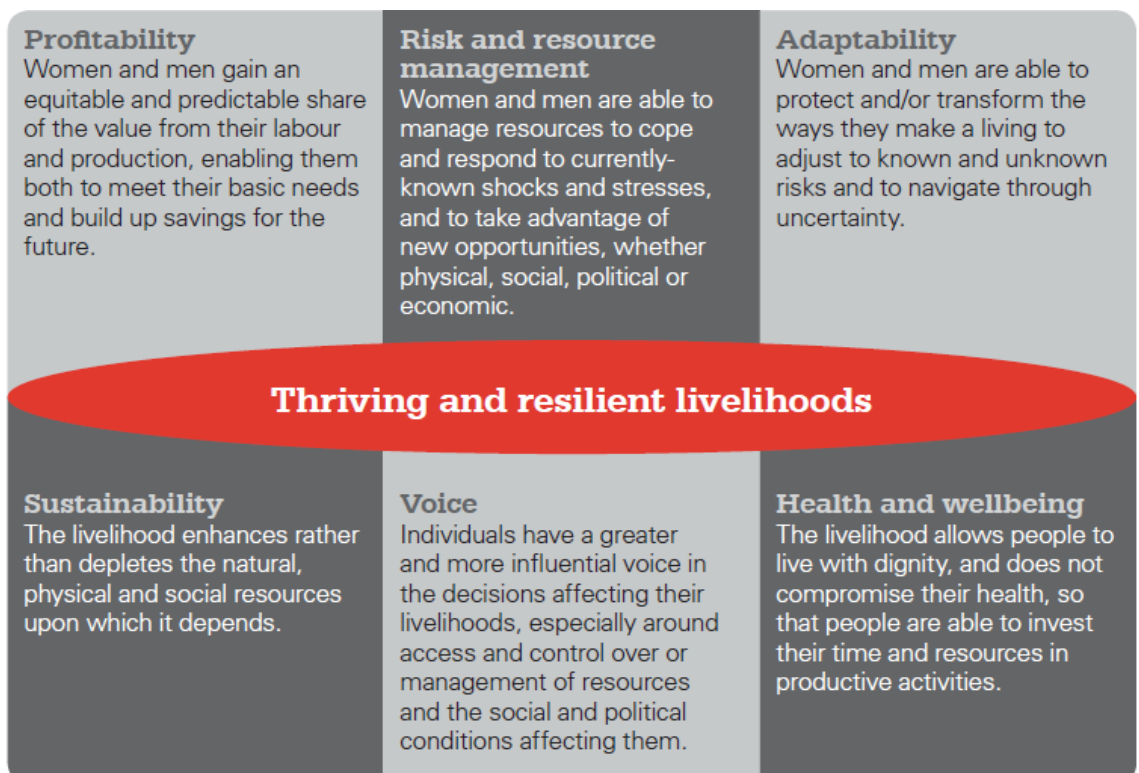 Profitability
Women and men gain an
equitable and predictable share
of the value from their labour
and production, enabling them
both to meet their basic needs
and build up savings for the
future.
Risk and resource
management
Women and men are able to
manage resources to cope
and respond to currently-
known shocks and stresses,
and to take advantage of
new opportunities, whether
physical, social, political or
economic.
Adaptability
Women and men are able to
protect and/or transform the
ways they make a living to
adjust to known and unknown
risks and to navigate through
uncertainty.
Thriving and resilient livelihoods
Sustainability
The livelihood enhances rather
than depletes the natural,
physical and social resources
upon which it depends.
Voice
Individuals have a greater
and more influential voice in
the decisions affecting their
livelihoods, especially around
access and control over or
management of resources
and the social and political
conditions affecting them.
Health and wellbeing
The livelihood allows people to
live with dignity, and does not
compromise their health, so
that people are able to invest
their time and resources in
productive activities.